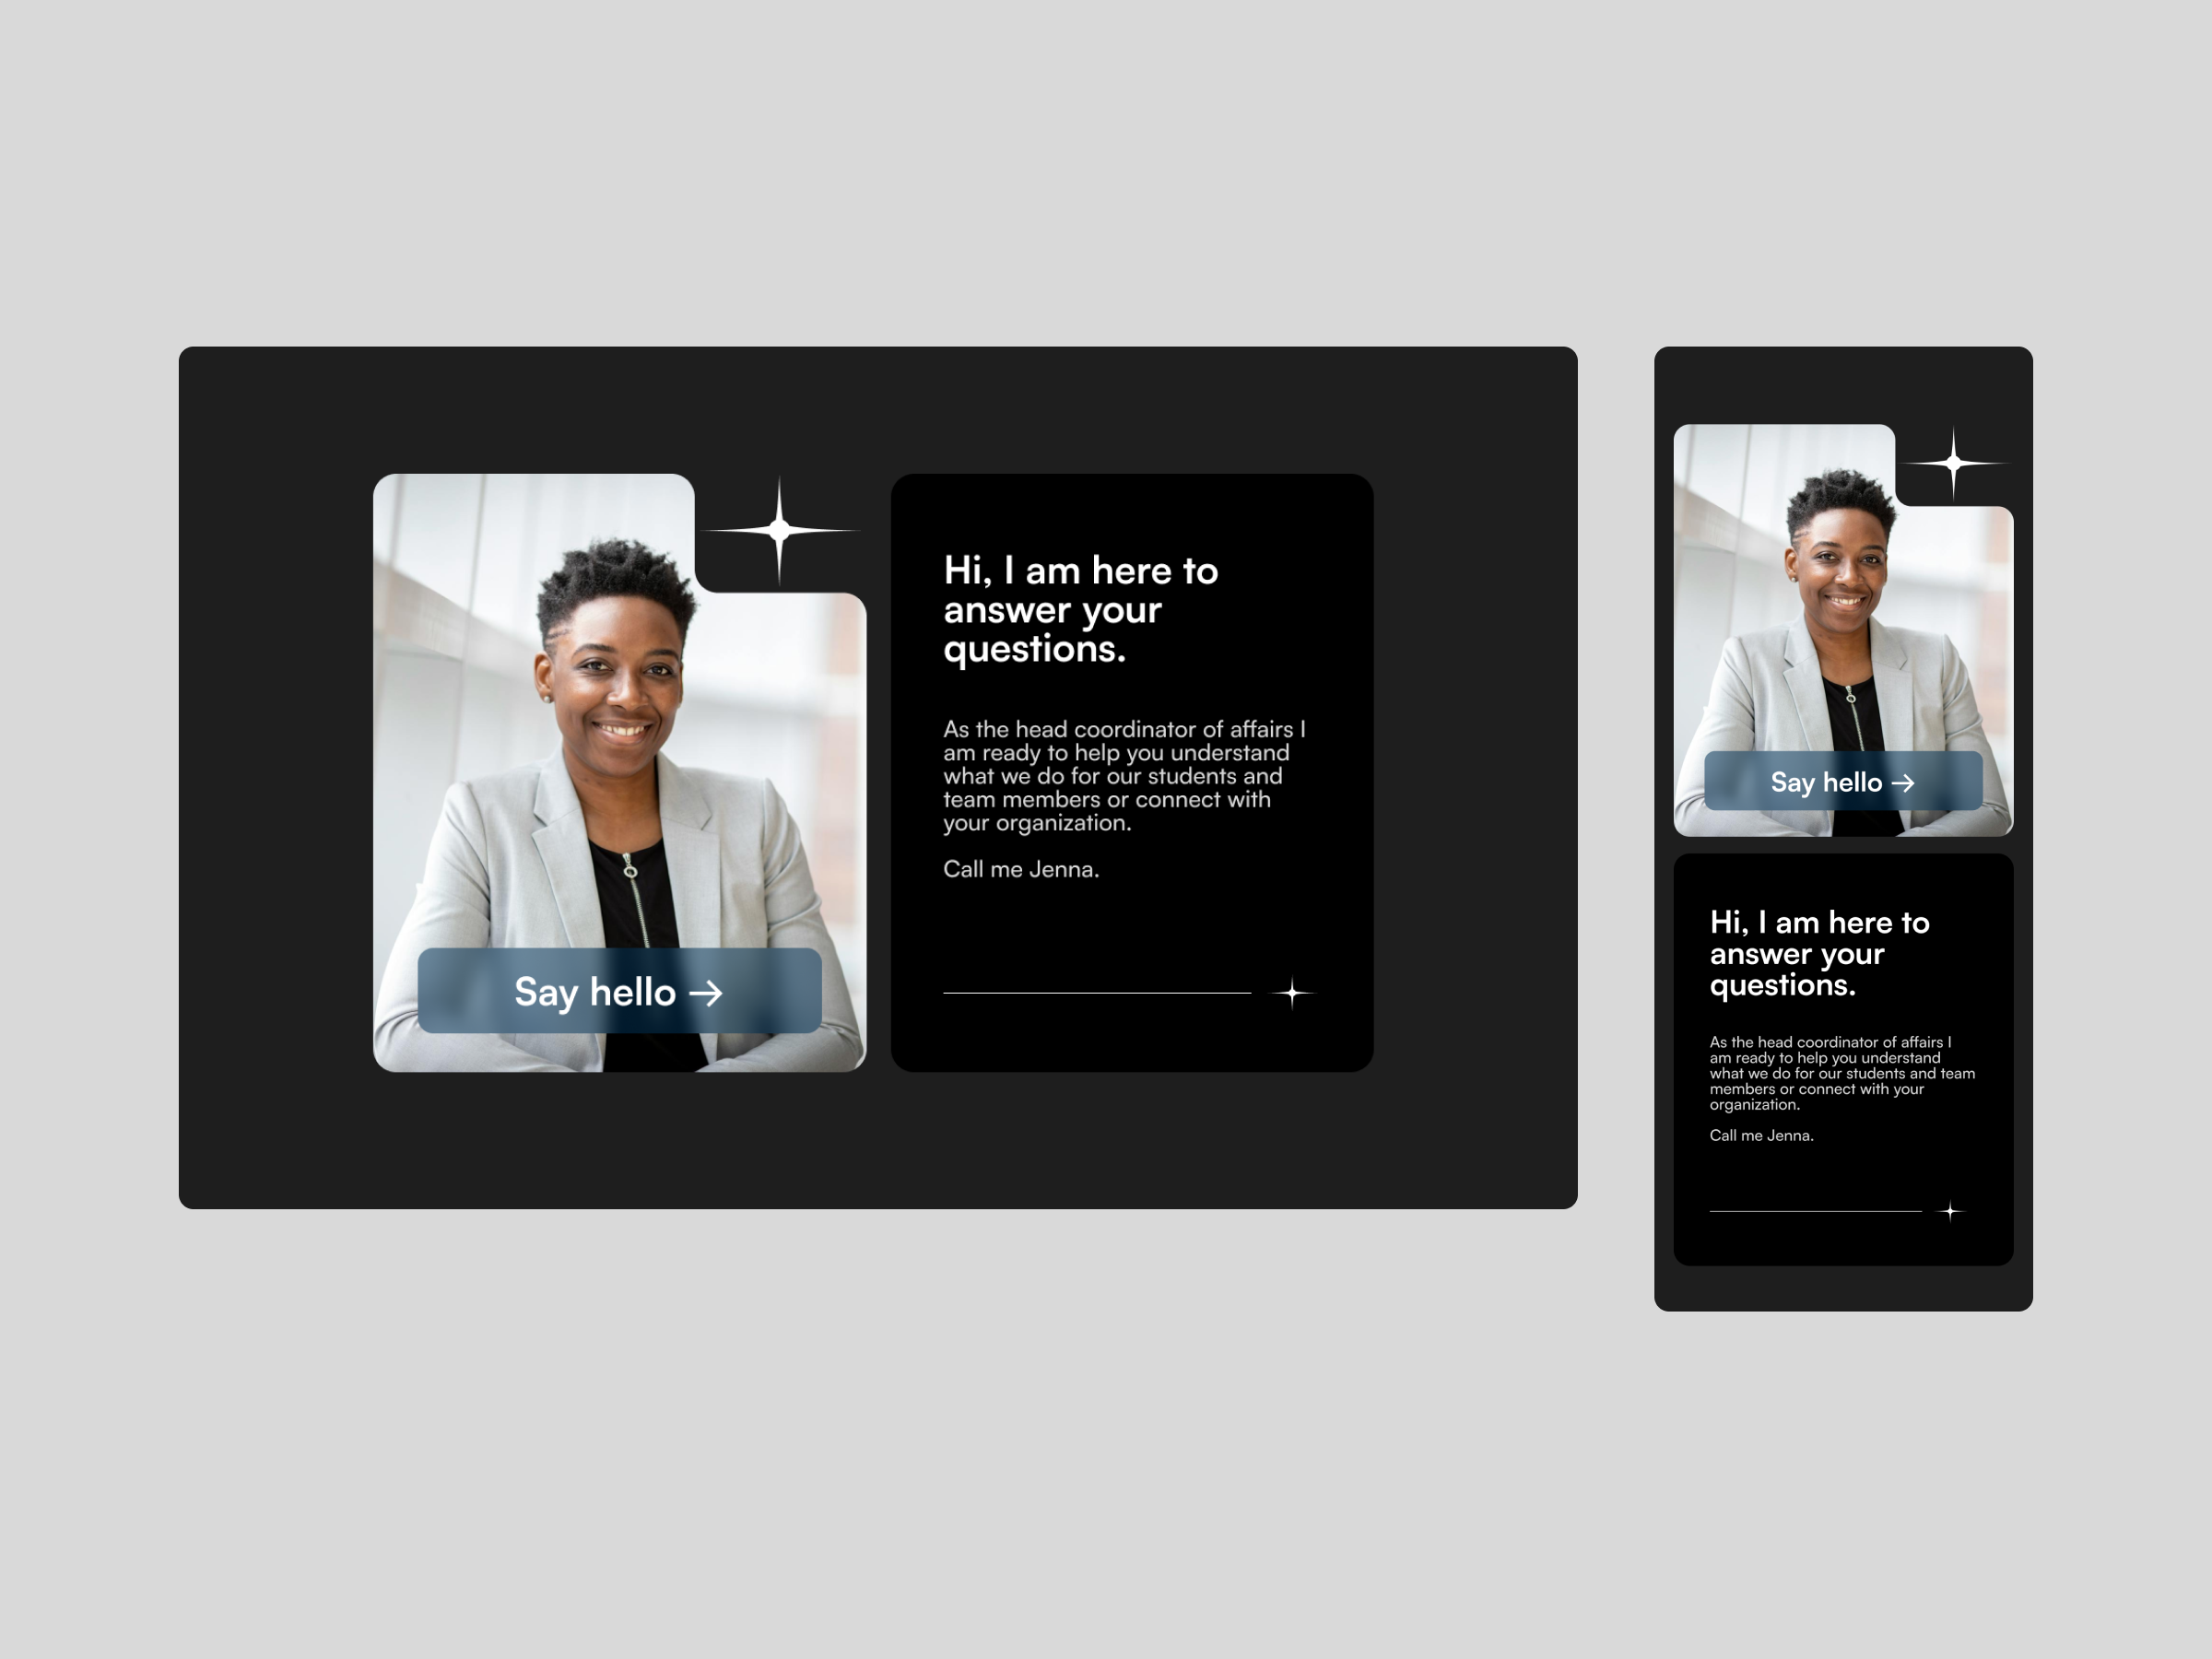 Hi, I am here to
answer your
questions.
As the head coordinator of affairs I
am ready to help you understand
what we do for our students and
team members or connect with
your organization.
Call me Jenna.
Say hello →
Say hello →
Hi, I am here to
answer your
questions.
As the head coordinator of affairs I
am ready to help you understand
what we do for our students and team
members or connect with your
organization.
Call me Jenna.